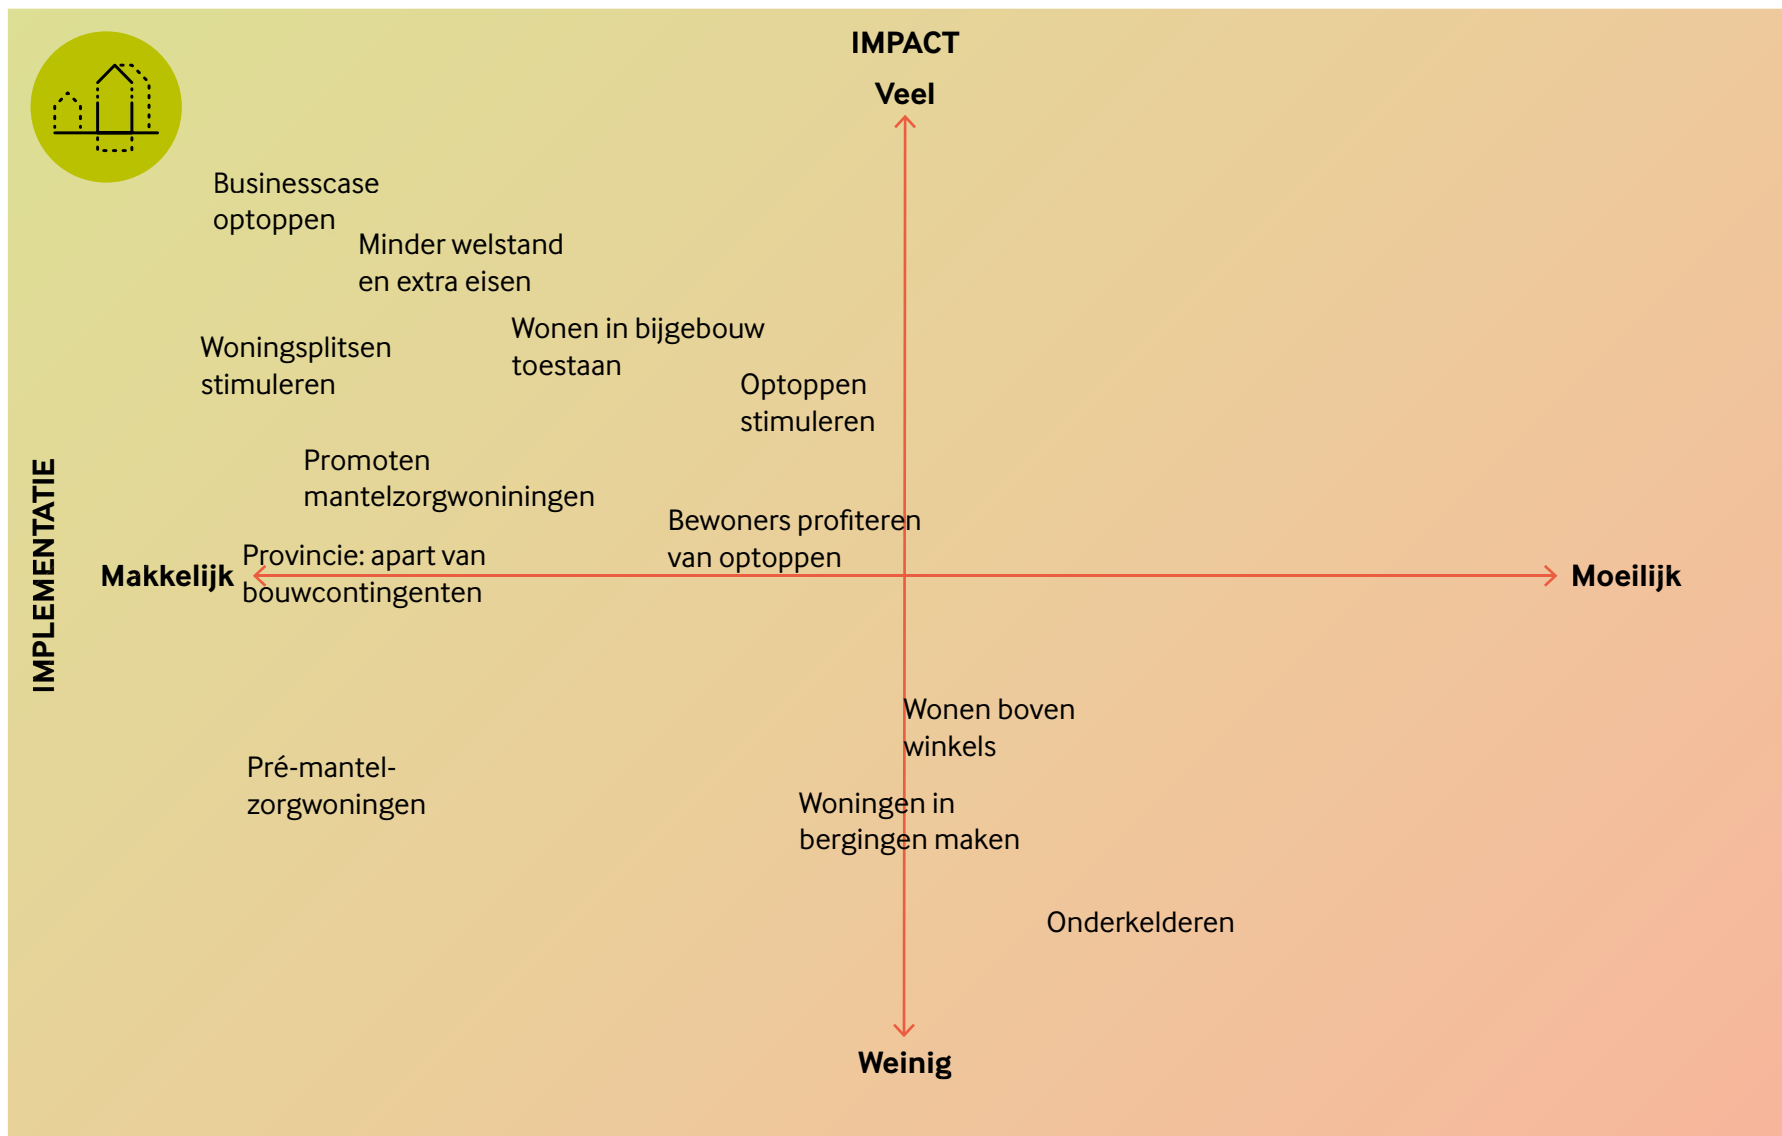 IMPACT
Veel
Businesscase
optoppen
Minder welstand
en extra eisen
Wonen in bijgebouw
toestaan
Woningsplitsen
stimuleren
Optoppen
stimuleren
Promoten
mantelzorgwoniningen
Bewoners profiteren
van optoppen
IMPLEMENTATIE
Makkelijk
Provincie: apart van
bouwcontingenten
Moeilijk
Wonen boven
winkels
Pré-mantel-
zorgwoningen
Woningen in
bergingen maken
Onderkelderen
Weinig